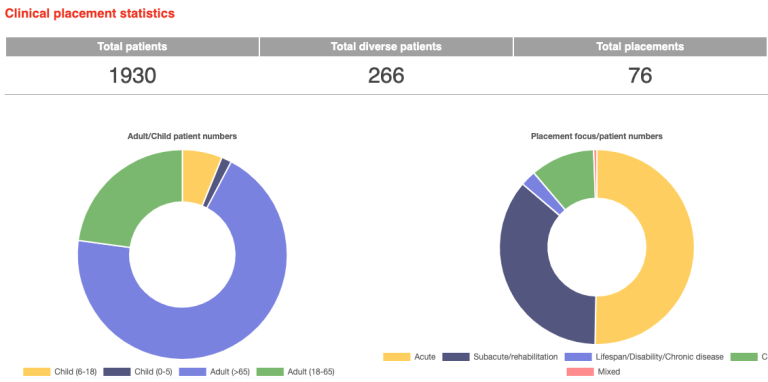 Clinical placement statistics
Total patients Total diverse patients Total placements
1930 266 76
Adult/Child patient numbers Placement focus/patient numbers
Child (6-18) Child (0-5) Adult (>65) Adult (18-65)
Acute Subacute/rehabilitation Lifespan/Disability/Chronic disease C
Mixed